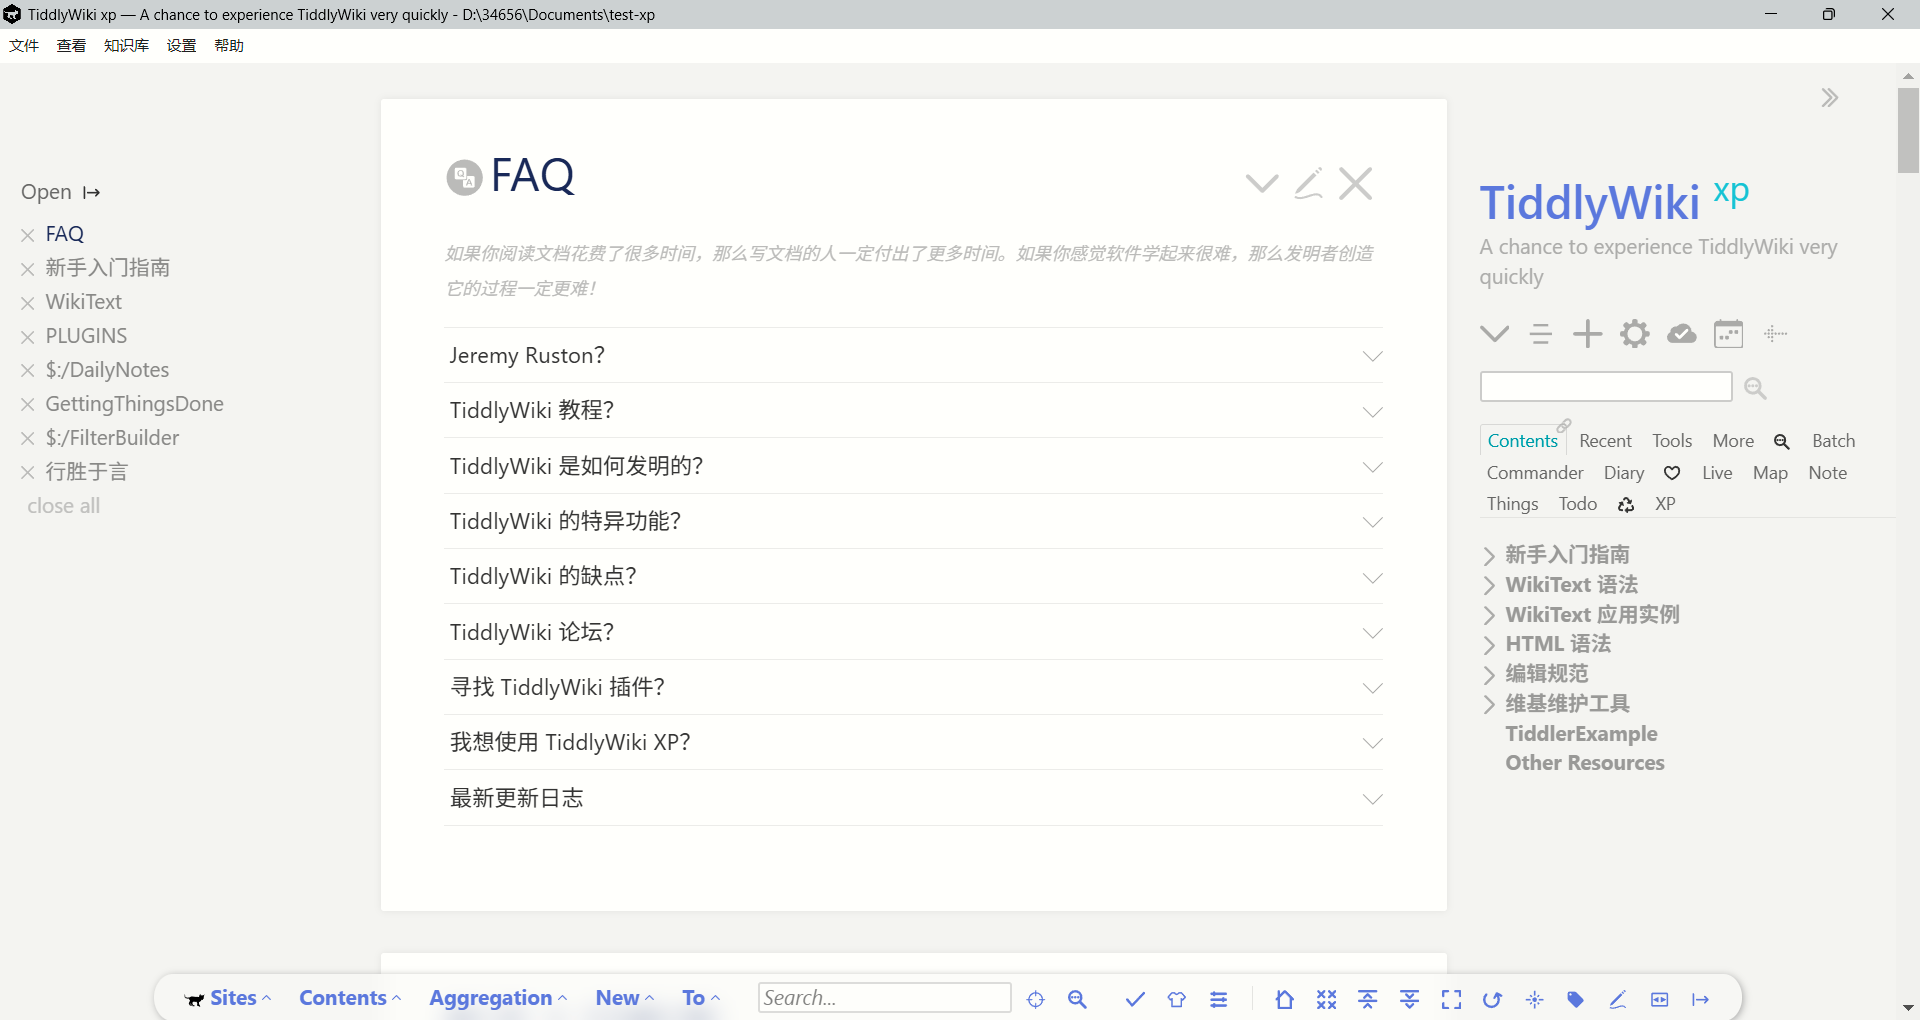 TiddlyWiki xp — A chance to experience TiddlyWiki very quickly - D:\34656\Documents\test-xp
文件 查看 知识库 设置 帮助
Open
FAQ
新手入门指南
WikiText
PLUGINS
$:/DailyNotes
GettingThingsDone
$:/FilterBuilder
行胜于言
close all
FAQ
如果你阅读文档花费了很多时间，那么写文档的人一定付出了更多时间。如果你感觉软件学起来很难，那么发明者创造
它的过程一定更难！
Jeremy Ruston?
TiddlyWiki 教程?
TiddlyWiki 是如何发明的?
TiddlyWiki 的特异功能?
TiddlyWiki 的缺点?
TiddlyWiki 论坛?
寻找 TiddlyWiki 插件?
我想使用 TiddlyWiki XP?
最新更新日志
TiddlyWiki xp
A chance to experience TiddlyWiki very
quickly
Contents Recent Tools More Batch
Commander Diary Live Map Note
Things Todo XP
新手入门指南
WikiText 语法
WikiText 应用实例
HTML 语法
编辑规范
维基维护工具
TiddlerExample
Other Resources
Sites Contents Aggregation New To Search...